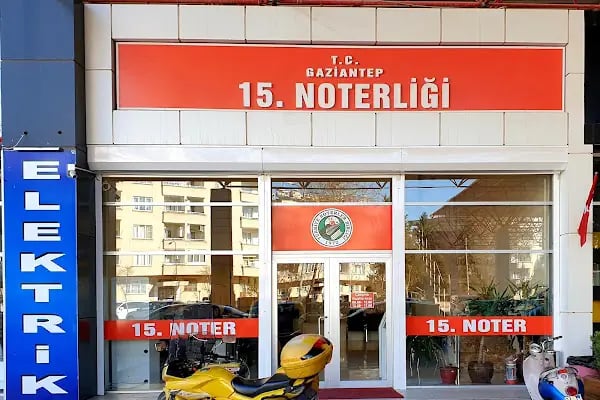 T.C.
GAZİANTEP
15. NOTERLİĞİ
ELEKTRİK
15. NOTER
15. NOTER